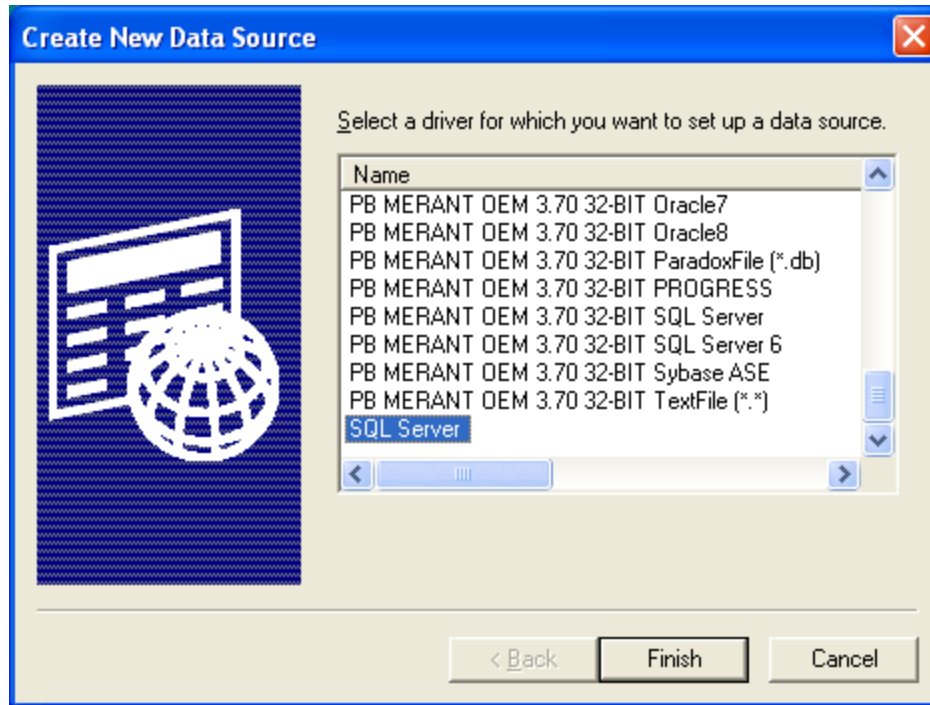 Create New Data Source
Select a driver for which you want to set up a data source.
Name
PB MERANT OEM 3.70 32-BIT Oracle7
PB MERANT OEM 3.70 32-BIT Oracle8
PB MERANT OEM 3.70 32-BIT ParadoxFile (*.db)
PB MERANT OEM 3.70 32-BIT PROGRESS
PB MERANT OEM 3.70 32-BIT SQL Server
PB MERANT OEM 3.70 32-BIT SQL Server 6
PB MERANT OEM 3.70 32-BIT Sybase ASE
PB MERANT OEM 3.70 32-BIT TextFile (*.*)
SQL Server
< Back Finish Cancel